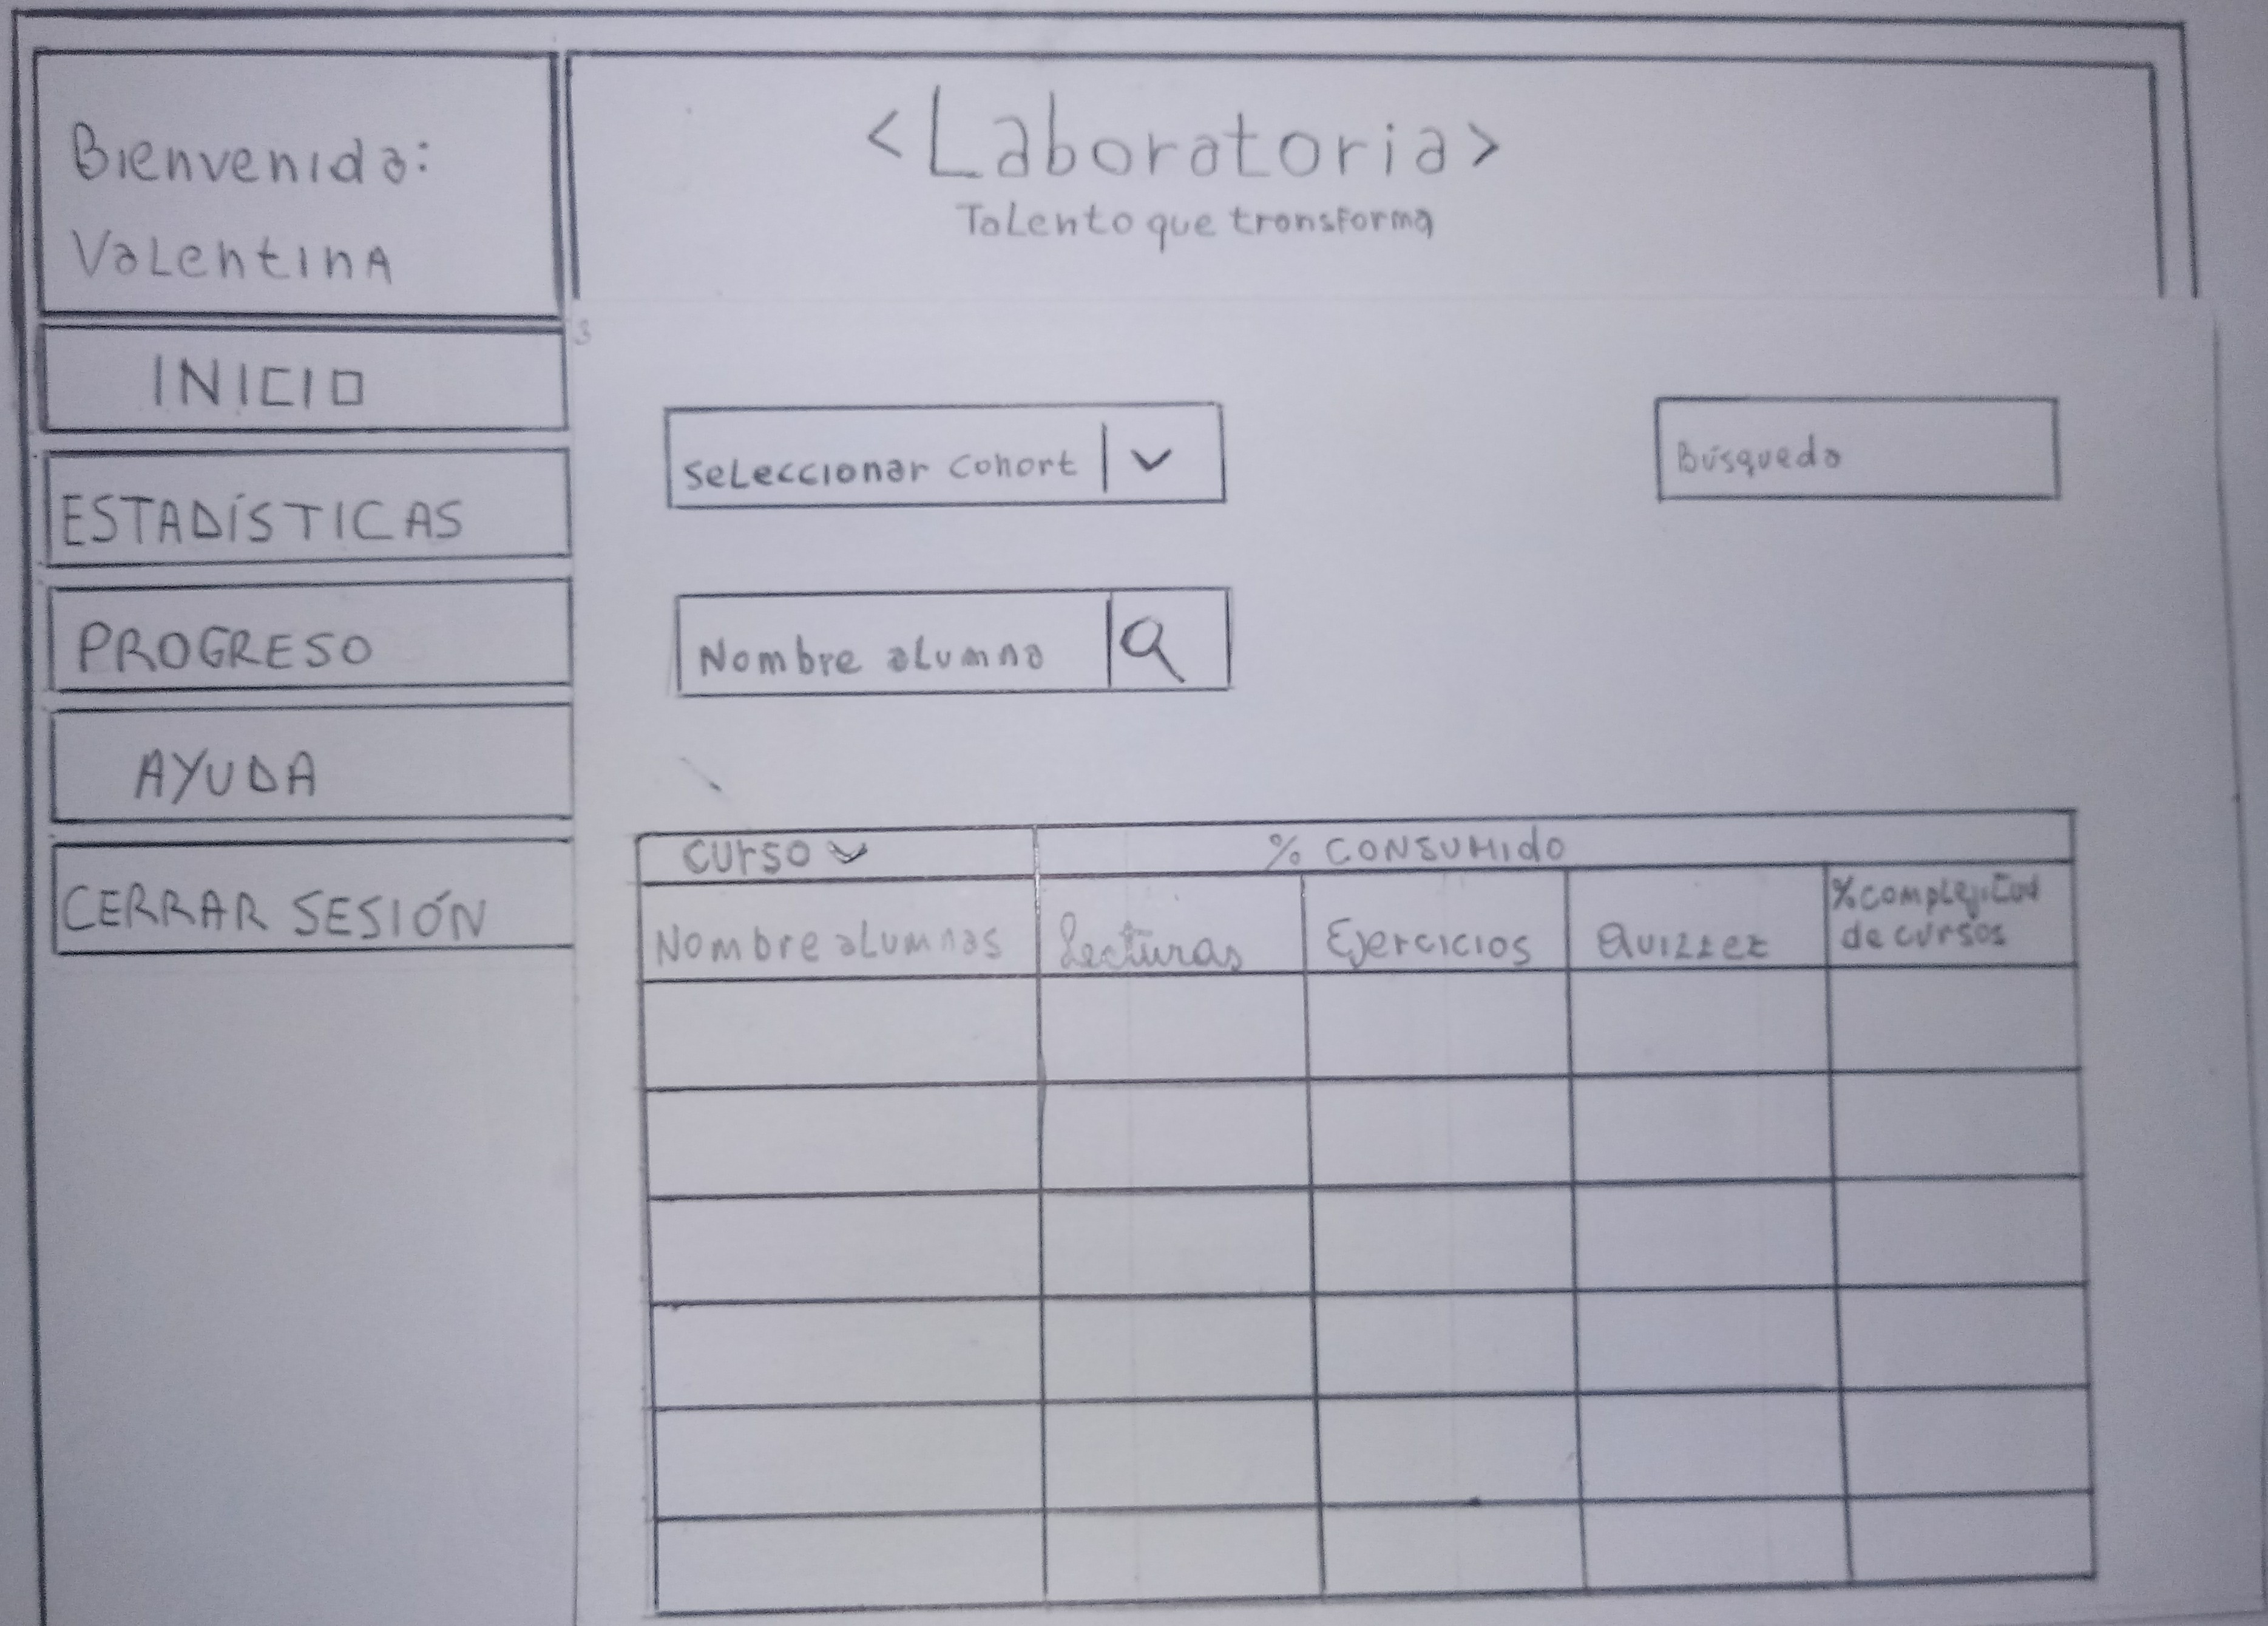 Bienvenida:
Valentina
<Laboratoria>
Talento que transforma
INICIO
ESTADÍSTICAS
PROGRESO
AYUDA
CERRAR SESIÓN
3
Seleccionar cohort
Búsqueda
Nombre alumna
Curso
% CONSUMIdo
Nombre alumnas
Lecturas
Ejercicios
Quizzez
%
de cursos